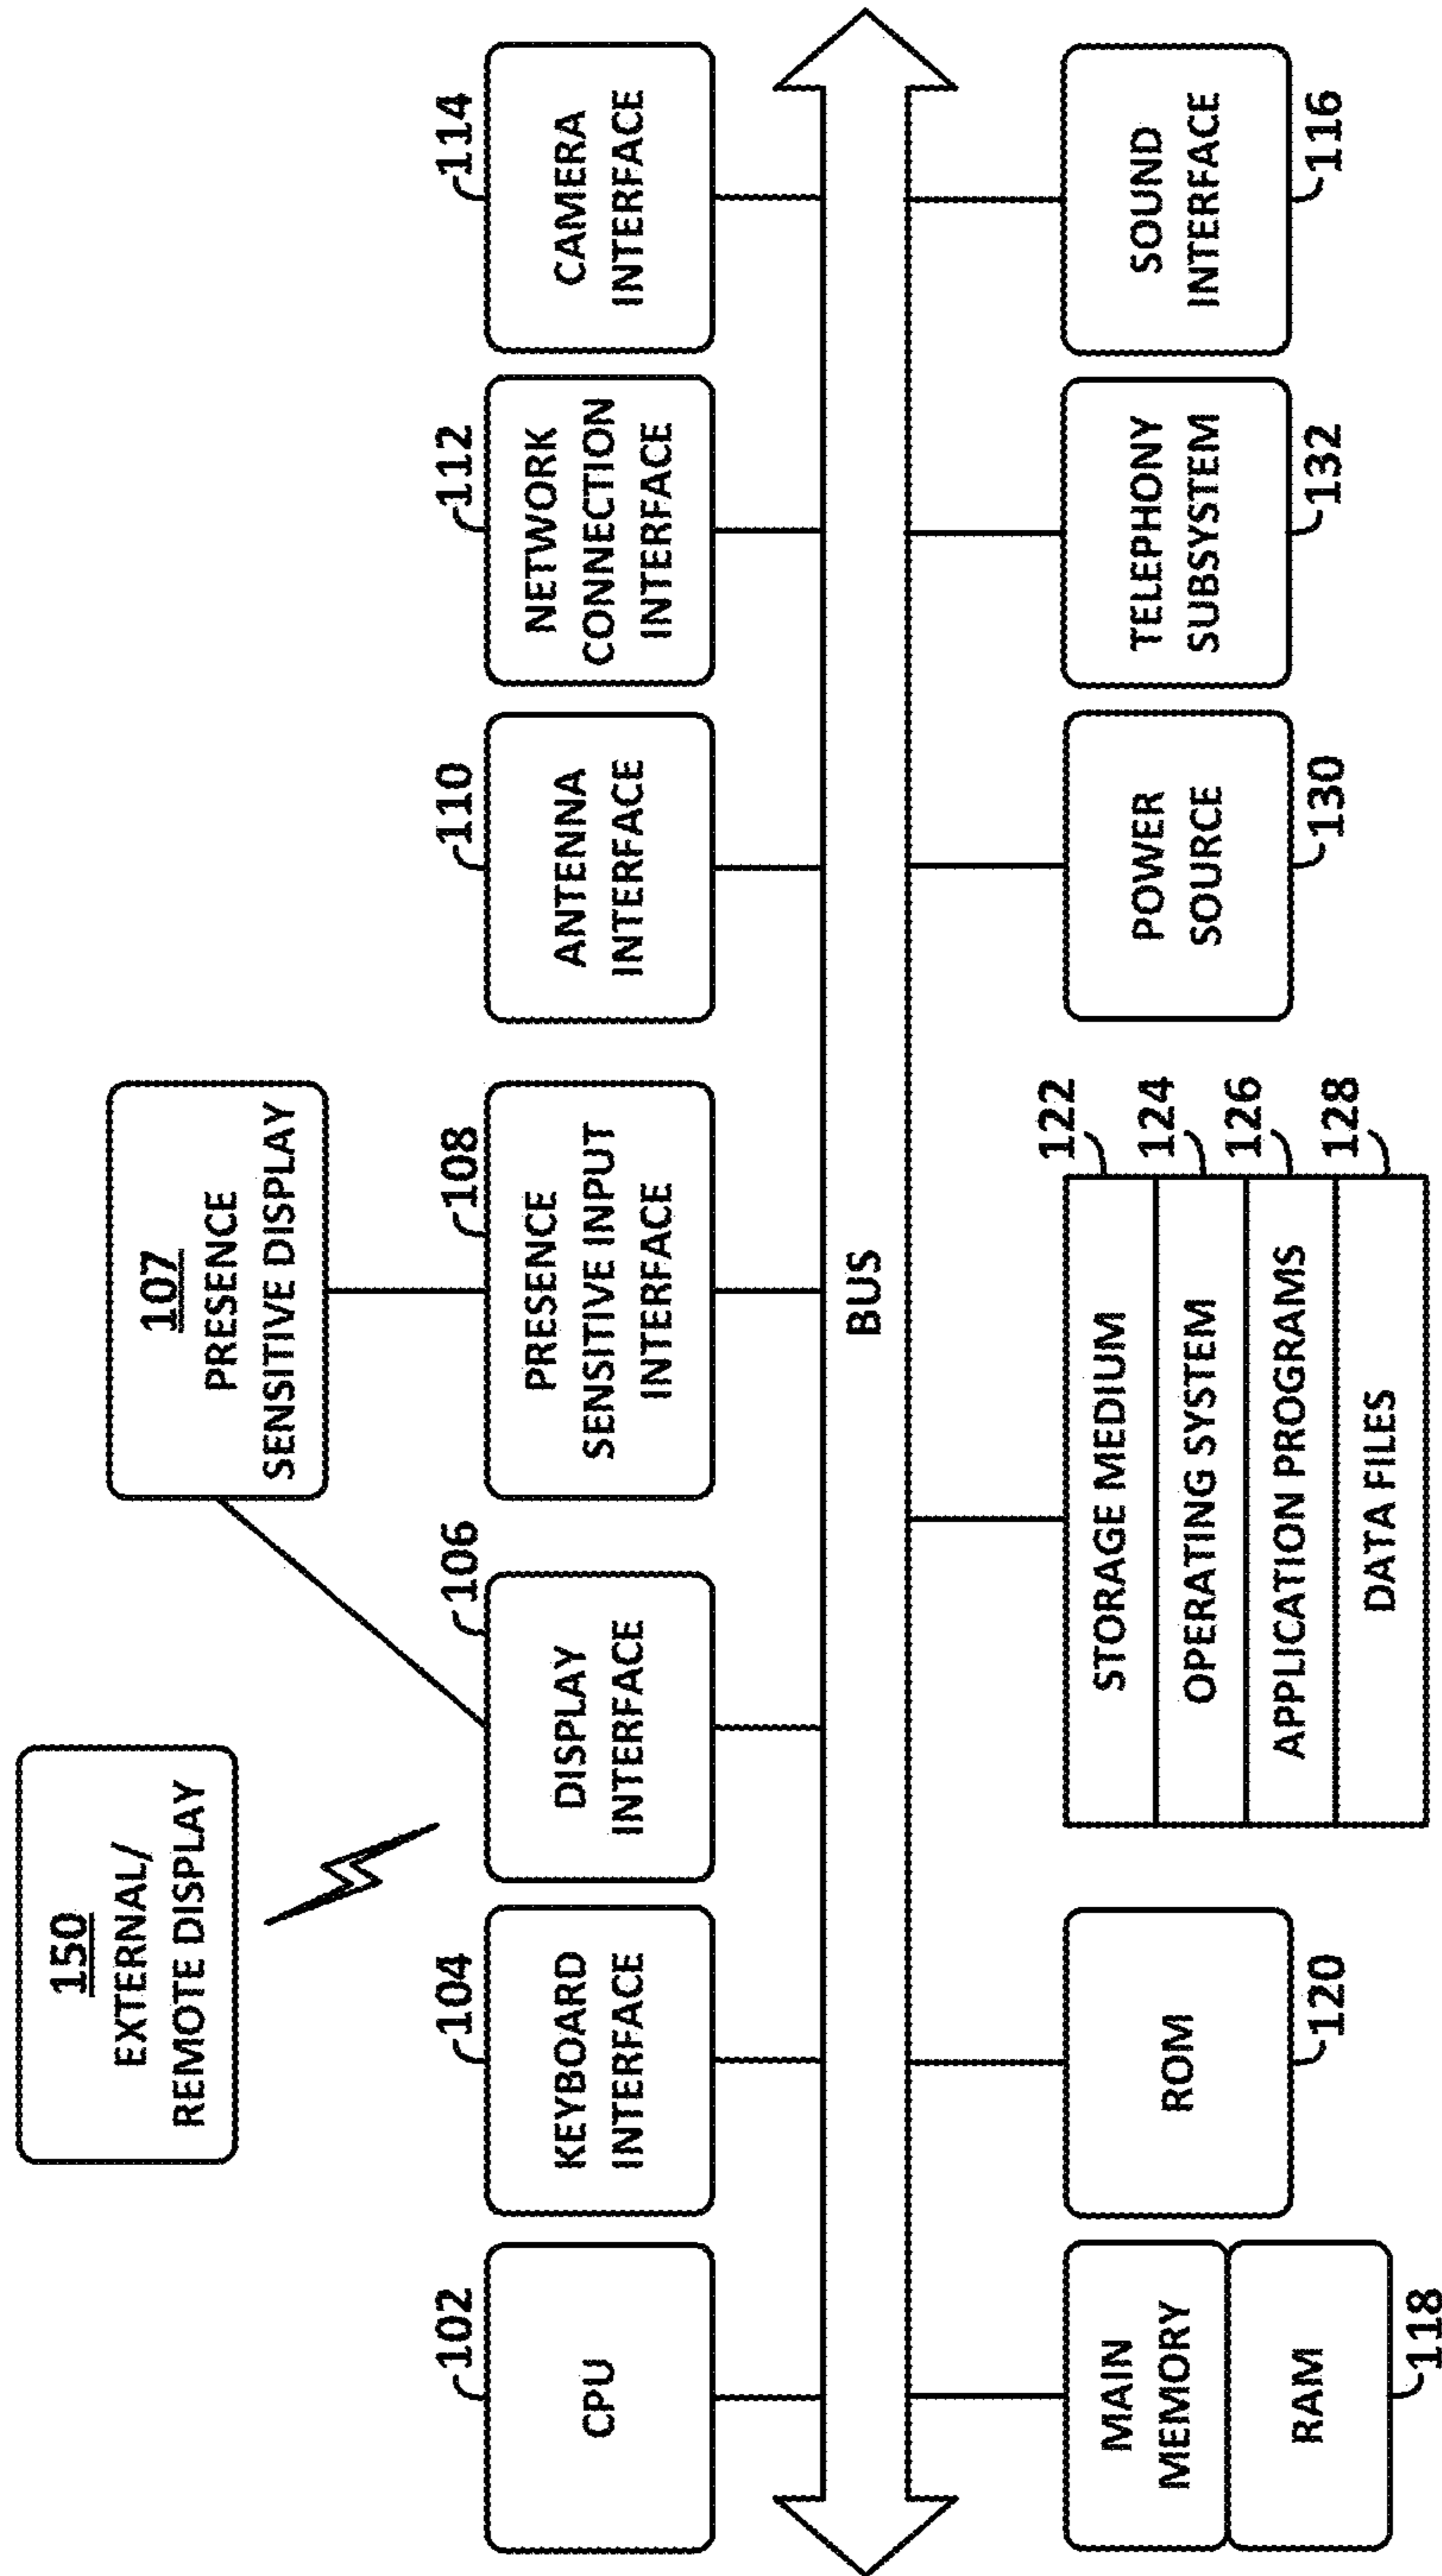 150
EXTERNAL/
REMOTE DISPLAY
107
PRESENCE
SENSITIVE DISPLAY
102
CPU
104
KEYBOARD
INTERFACE
106
DISPLAY
INTERFACE
108
PRESENCE
SENSITIVE INPUT
INTERFACE
110
ANTENNA
INTERFACE
112
NETWORK
CONNECTION
INTERFACE
114
CAMERA
INTERFACE
BUS
MAIN
MEMORY
RAM
118
ROM
120
STORAGE MEDIUM
122
OPERATING SYSTEM
124
APPLICATION PROGRAMS
126
DATA FILES
128
POWER
SOURCE
130
TELEPHONY
SUBSYSTEM
132
SOUND
INTERFACE
116